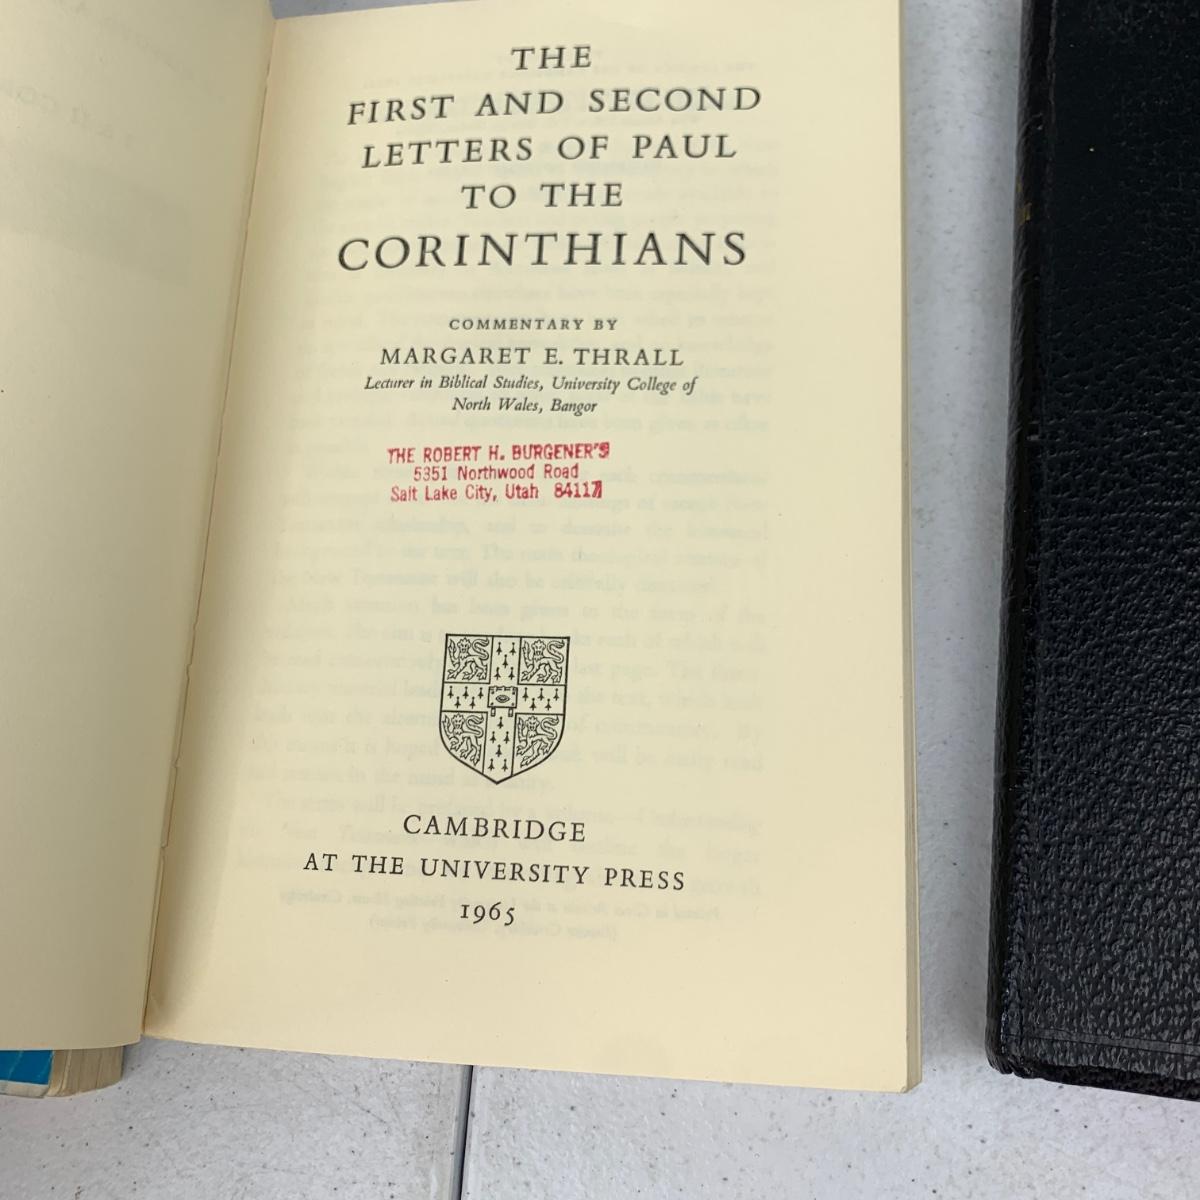 THE
FIRST AND SECOND
LETTERS OF PAUL
TO THE
CORINTHIANS
COMMENTARY BY
MARGARET E. THRALL
Lecturer in Biblical Studies, University College of
North Wales, Bangor
THE ROBERT H. BURGENER'S
5351 Northwood Road
Salt Lake City, Utah 84117
CAMBRIDGE
AT THE UNIVERSITY PRESS
1965